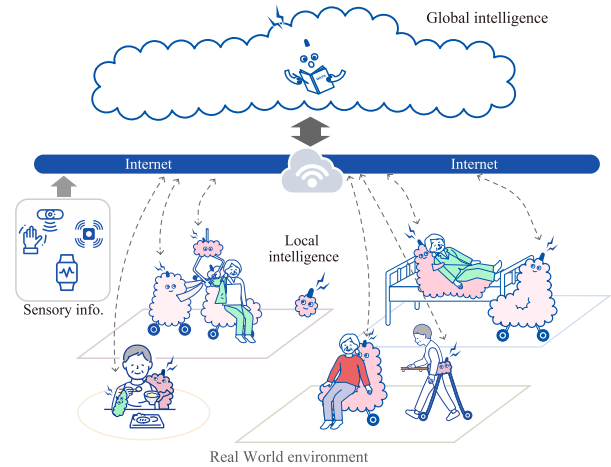 Global intelligence
Internet
Internet
Local
intelligence
Sensory info.
Real World environment